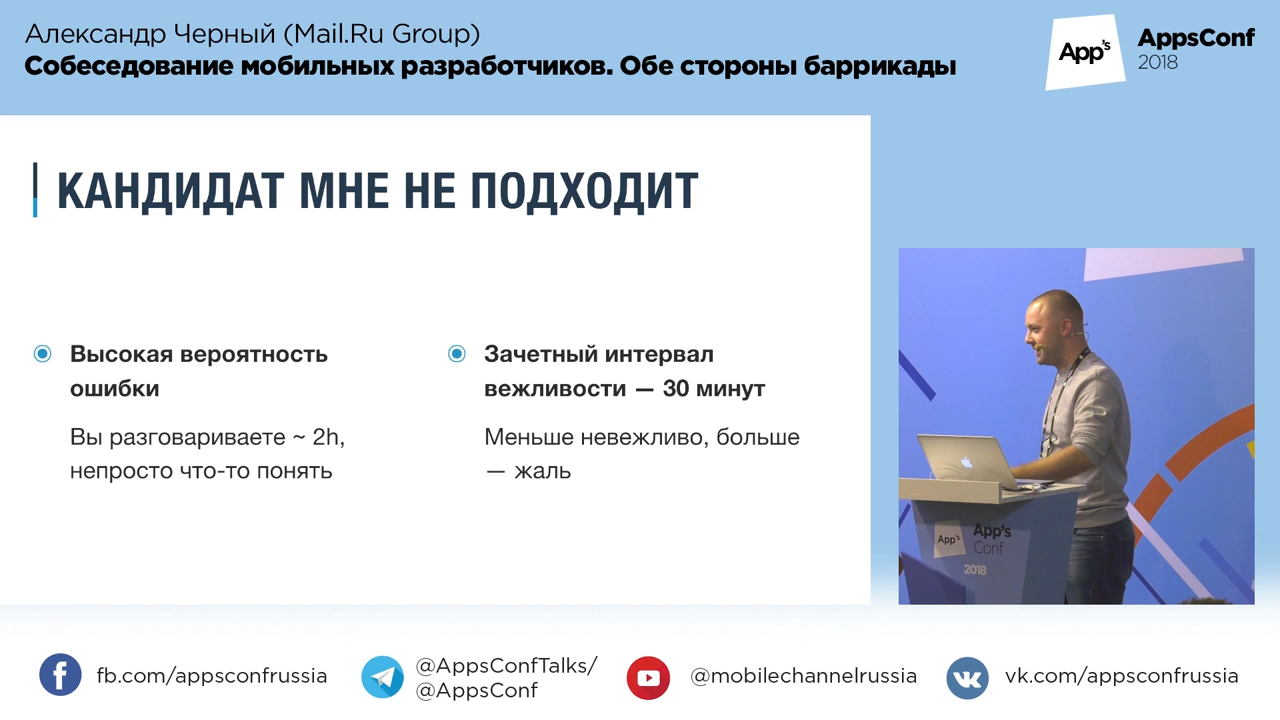 Александр Черный (Mail.Ru Group)
Собеседование мобильных разработчиков. Обе стороны баррикады
App's
AppsConf
2018
КАНДИДАТ МНЕ НЕ ПОДХОДИТ
Высокая вероятность
ошибки
Вы разговариваете ~ 2h,
непросто что-то понять
Зачетный интервал
вежливости — 30 минут
Меньше невежливо, больше
— жаль
App's
App's
Conf
2018
fb.com/appsconfrussia
@AppsConfTalks/
@AppsConf
@mobilechannelrussia
vk.com/appsconfrussia